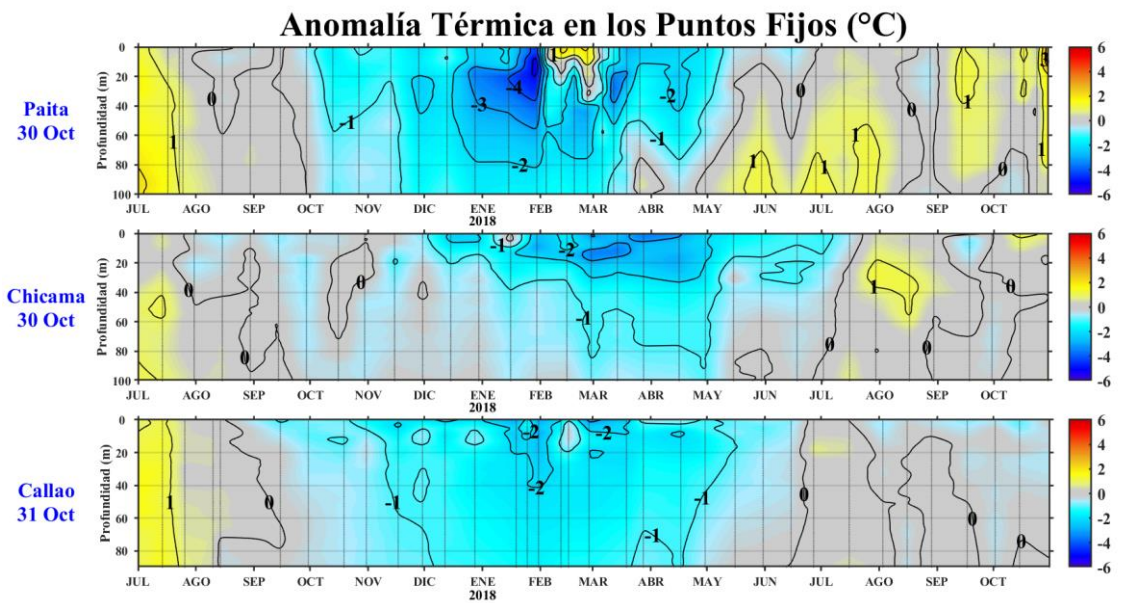 Anomalía Térmica en los Puntos Fijos (°C)
Paita
30 Oct
Profundidad (m)
0
20
40
60
80
100
JUL AGO SEP OCT NOV DIC ENE FEB MAR ABR MAY JUN JUL AGO SEP OCT
2018
1 0 -1 -3 -4 -2 1 -2 -1 1 0 1 1 0 1 0 3 1
6
4
2
0
-2
-4
-6
Chicama
30 Oct
Profundidad (m)
0
20
40
60
80
100
JUL AGO SEP OCT NOV DIC ENE FEB MAR ABR MAY JUN JUL AGO SEP OCT
2018
0 0 0 -1 -2 -1 0 1 0 0
6
4
2
0
-2
-4
-6
Callao
31 Oct
Profundidad (m)
0
20
40
60
80
JUL AGO SEP OCT NOV DIC ENE FEB MAR ABR MAY JUN JUL AGO SEP OCT
2018
1 0 -1 -2 -2 -2 -1 -1 0 0 0
6
4
2
0
-2
-4
-6